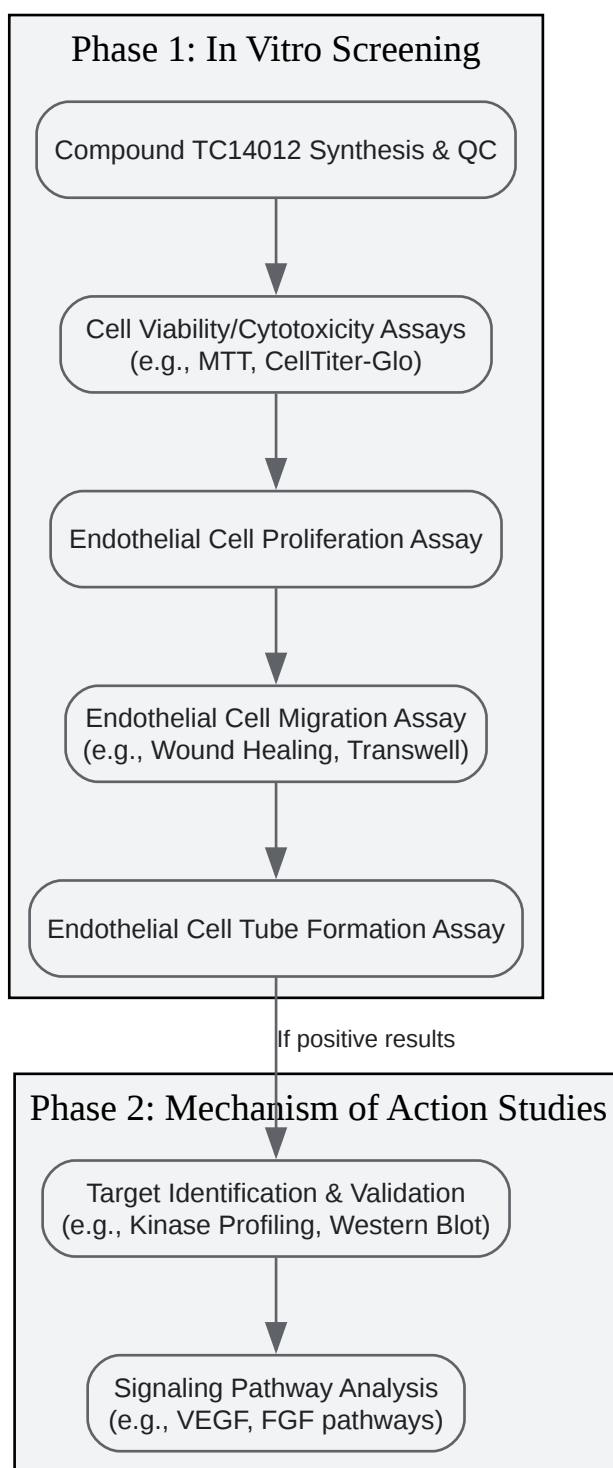 Phase 1: In Vitro Screening
Compound TC14012 Synthesis & QC
Cell Viability/Cytotoxicity Assays
(e.g., MTT, CellTiter-Glo)
Endothelial Cell Proliferation Assay
Endothelial Cell Migration Assay
(e.g., Wound Healing, Transwell)
Endothelial Cell Tube Formation Assay
If positive results
Phase 2: Mechanism of Action Studies
Target Identification & Validation
(e.g., Kinase Profiling, Western Blot)
Signaling Pathway Analysis
(e.g., VEGF, FGF pathways)